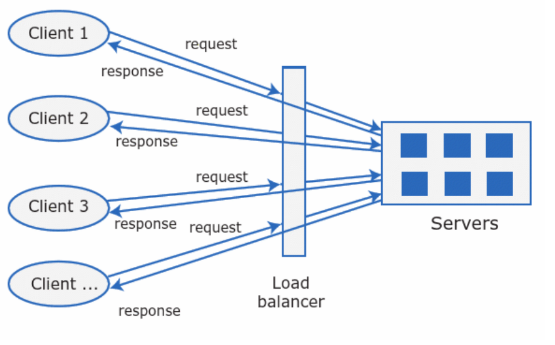 Client 1
request
response
Client 2
request
response
Client 3
request
response
request
Client ...
response
Load
balancer
Servers